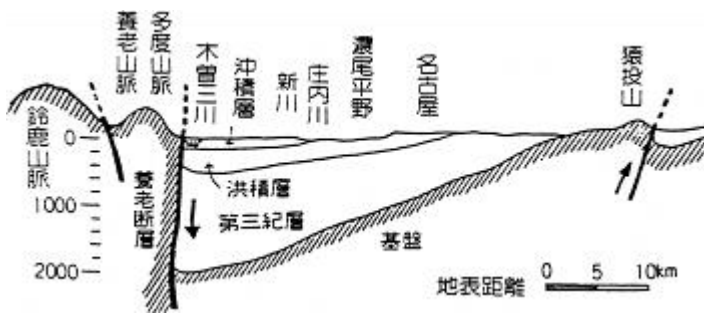 鈴鹿山脈
養老山脈
多度山脈
木曽三川
沖積層
新川
庄内川
濃尾平野
名古屋
猿投山
0
1000
2000
養老断層
洪積層
第三紀層
基盤
地表距離
0 5 10km